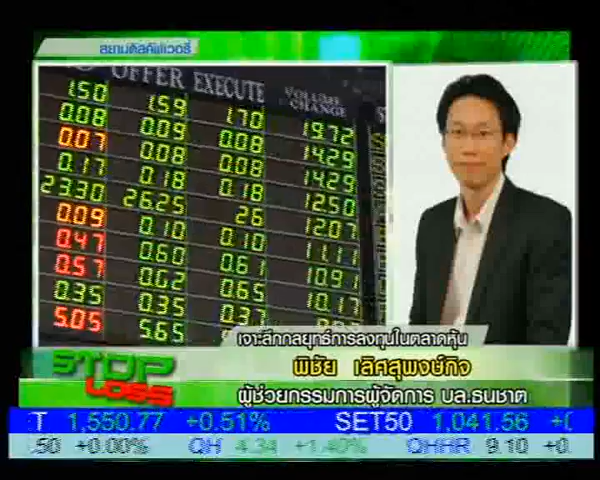 สยามดิสคัฟเวอรี่
OFFER EXECUTE VOLUME CHANGE
1.50 1.59 1.70 19.72
0.08 0.09 0.08 14.29
0.07 0.08 0.08 14.29
0.17 0.18 0.18 12.50
23.30 26.25 26 12.07
0.09 0.10 0.10 11.11
0.47 0.60 0.61 10.91
0.57 0.62 0.65 10.17
0.35 0.35 0.37
5.05 5.65
เจาะลึกกลยุทธ์การลงทุนในตลาดหุ้น
STOP LOSS
พิชัย เลิศสุพงษ์กิจ
ผู้ช่วยกรรมการผู้จัดการ บล.ธนชาต
T 1,550.77 +0.51% SET50 1,041.56 +0
.50 +0.00% QH 4.34 +1.40% QHHR 9.10 +0